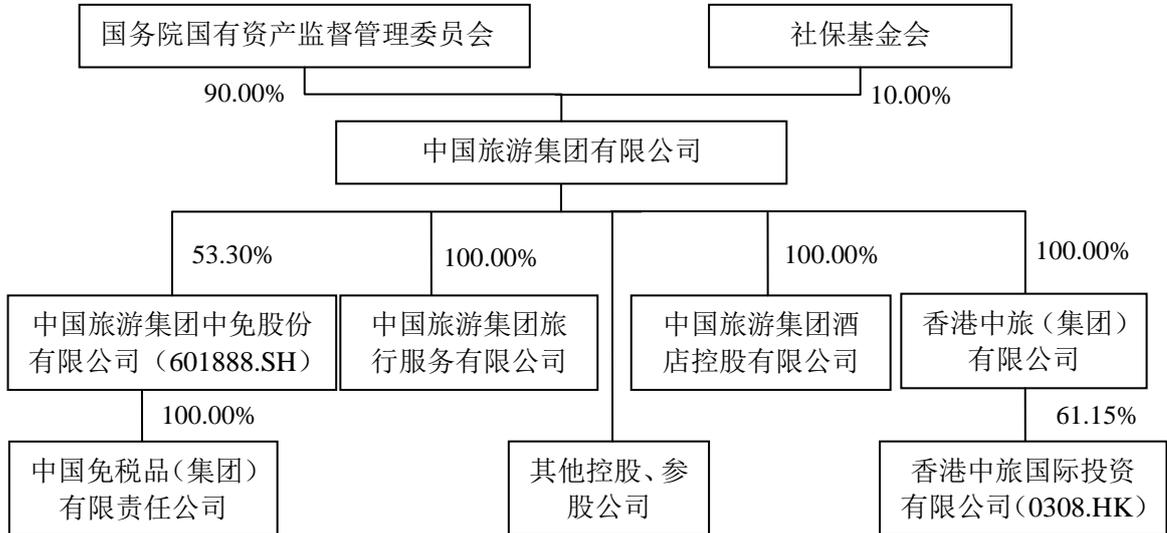 国务院国有资产监督管理委员会
社保基金会
90.00%
10.00%
中国旅游集团有限公司
53.30%
100.00%
100.00%
100.00%
中国旅游集团中免股份
有限公司（601888.SH）
中国旅游集团旅
行服务有限公司
中国旅游集团酒
店控股有限公司
香港中旅（集团）
有限公司
100.00%
61.15%
中国免税品（集团）
有限责任公司
其他控股、参
股公司
香港中旅国际投资
有限公司(0308.HK)